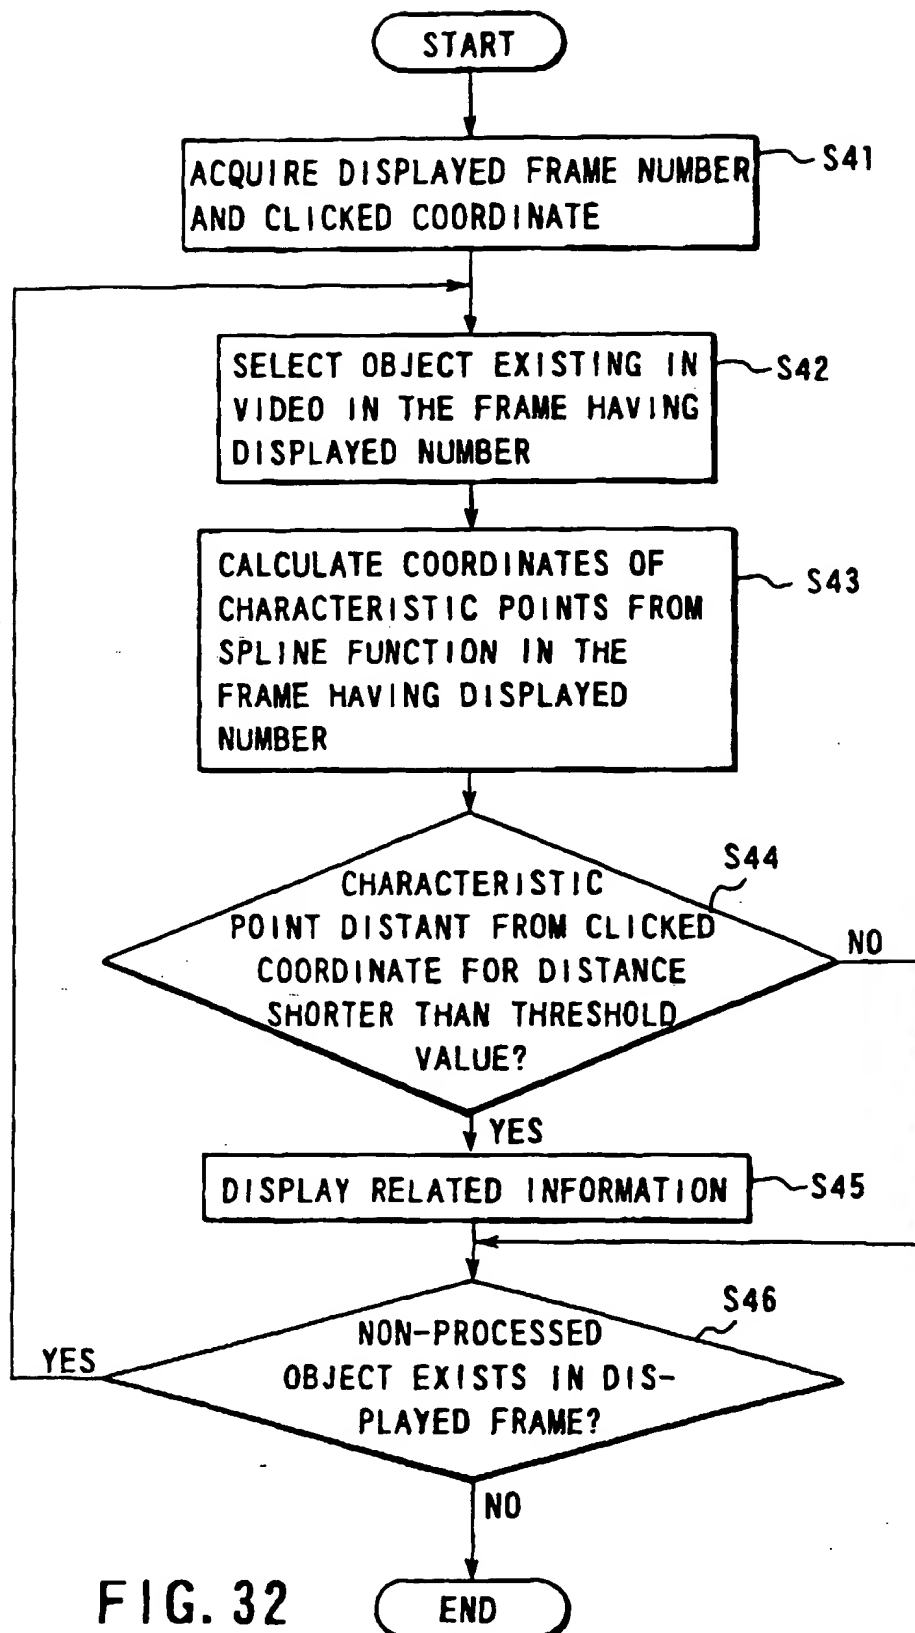 START
ACQUIRE DISPLAYED FRAME NUMBER
AND CLICKED COORDINATE
S41
SELECT OBJECT EXISTING IN
VIDEO IN THE FRAME HAVING
DISPLAYED NUMBER
S42
CALCULATE COORDINATES OF
CHARACTERISTIC POINTS FROM
SPLINE FUNCTION IN THE
FRAME HAVING DISPLAYED
NUMBER
S43
CHARACTERISTIC
POINT DISTANT FROM CLICKED
COORDINATE FOR DISTANCE
SHORTER THAN THRESHOLD
VALUE?
S44
NO
YES
DISPLAY RELATED INFORMATION
S45
NON-PROCESSED
OBJECT EXISTS IN DIS-
PLAYED FRAME?
S46
YES
NO
END
FIG. 32